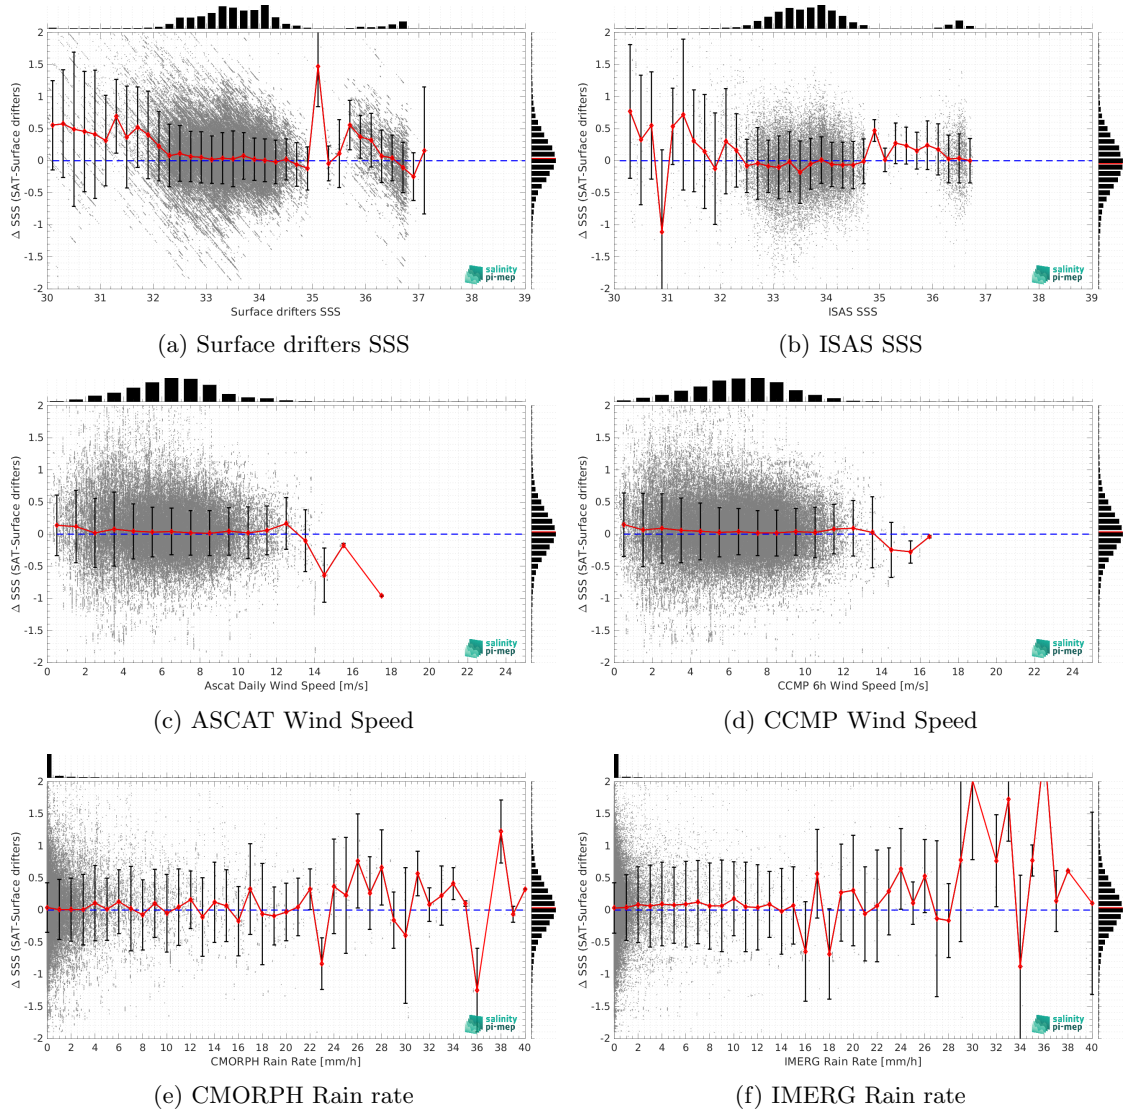 2
1.5
1
0.5
0
-0.5
-1
-1.5
-2
Δ SSS (SAT-Surface drifters)
30 31 32 33 34 35 36 37 38 39
Surface drifters SSS
salinity
pi-mep
(a) Surface drifters SSS
2
1.5
1
0.5
0
-0.5
-1
-1.5
-2
Δ SSS (SAT-Surface drifters)
30 31 32 33 34 35 36 37 38 39
ISAS SSS
salinity
pi-mep
(b) ISAS SSS
2
1.5
1
0.5
0
-0.5
-1
-1.5
-2
Δ SSS (SAT-Surface drifters)
0 2 4 6 8 10 12 14 16 18 20 22 24
Ascat Daily Wind Speed [m/s]
salinity
pi-mep
(c) ASCAT Wind Speed
2
1.5
1
0.5
0
-0.5
-1
-1.5
-2
Δ SSS (SAT-Surface drifters)
0 2 4 6 8 10 12 14 16 18 20 22 24
CCMP 6h Wind Speed [m/s]
salinity
pi-mep
(d) CCMP Wind Speed
2
1.5
1
0.5
0
-0.5
-1
-1.5
-2
Δ SSS (SAT-Surface drifters)
0 2 4 6 8 10 12 14 16 18 20 22 24 26 28 30 32 34 36 38 40
CMORPH Rain Rate [mm/h]
salinity
pi-mep
(e) CMORPH Rain rate
2
1.5
1
0.5
0
-0.5
-1
-1.5
-2
Δ SSS (SAT-Surface drifters)
0 2 4 6 8 10 12 14 16 18 20 22 24 26 28 30 32 34 36 38 40
IMERG Rain Rate [mm/h]
salinity
pi-mep
(f) IMERG Rain rate